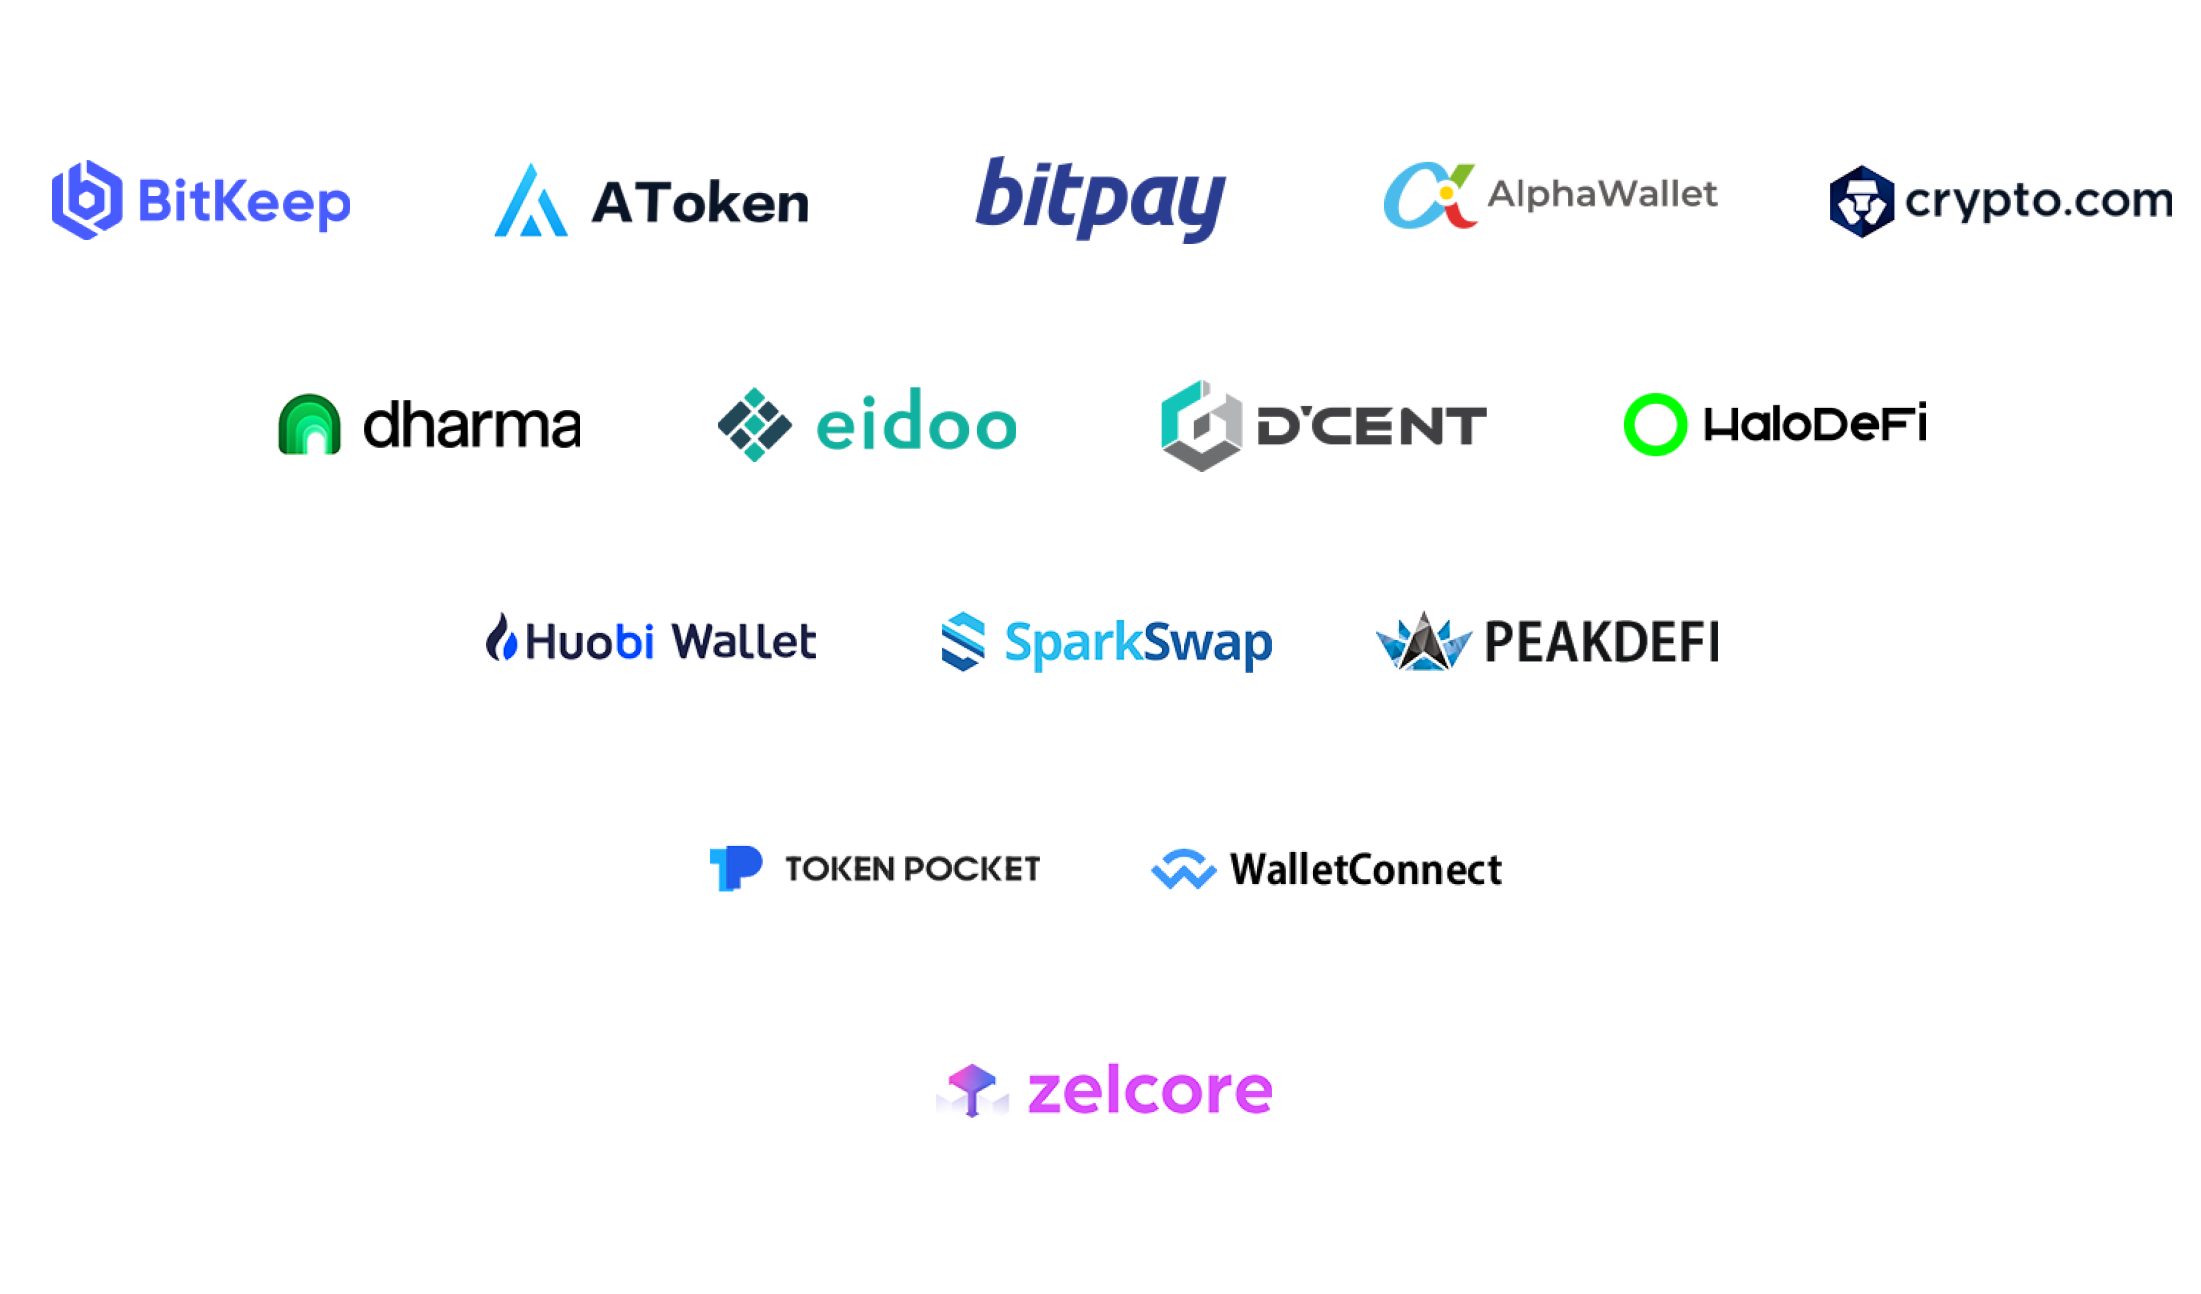 BitKeep
AToken
bitpay
AlphaWallet
crypto.com
dharma
eidoo
D'CENT
HaloDeFi
Huobi Wallet
SparkSwap
PEAKDEFI
TOKEN POCKET
WalletConnect
zelcore